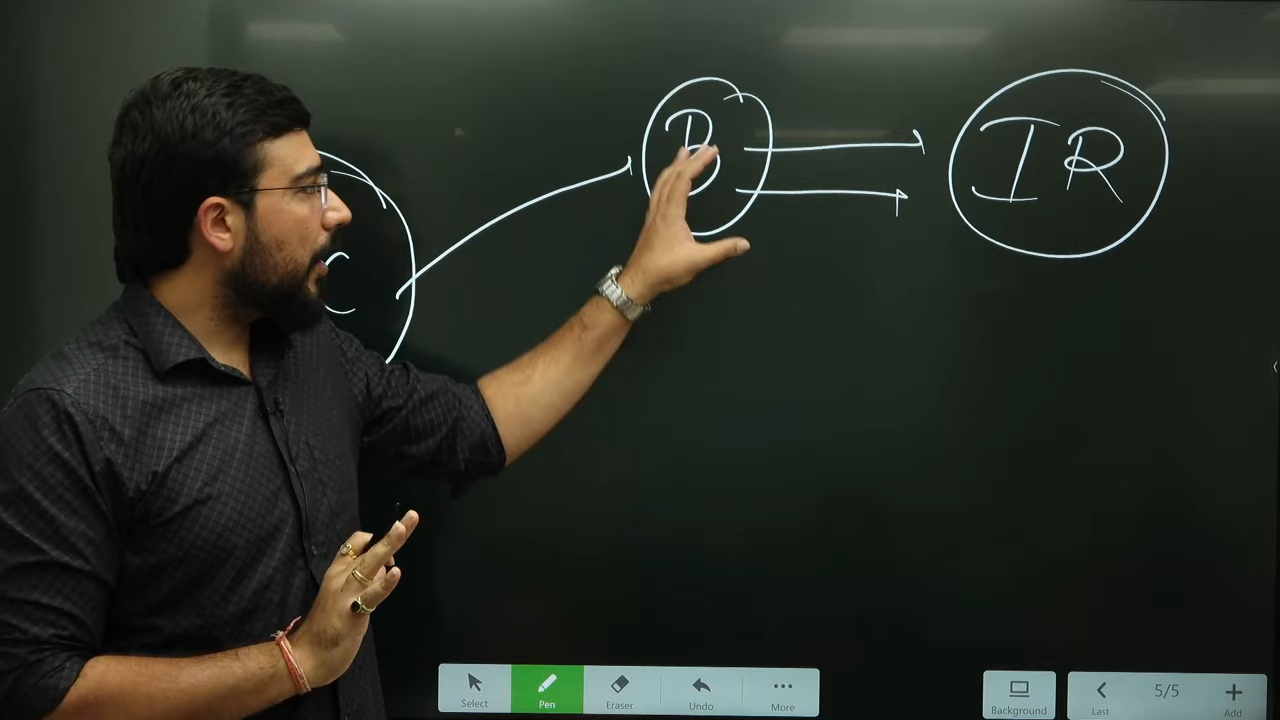 B
IR
C
Select
Pen
Eraser
Undo
More
Background
5/5
Last
Add